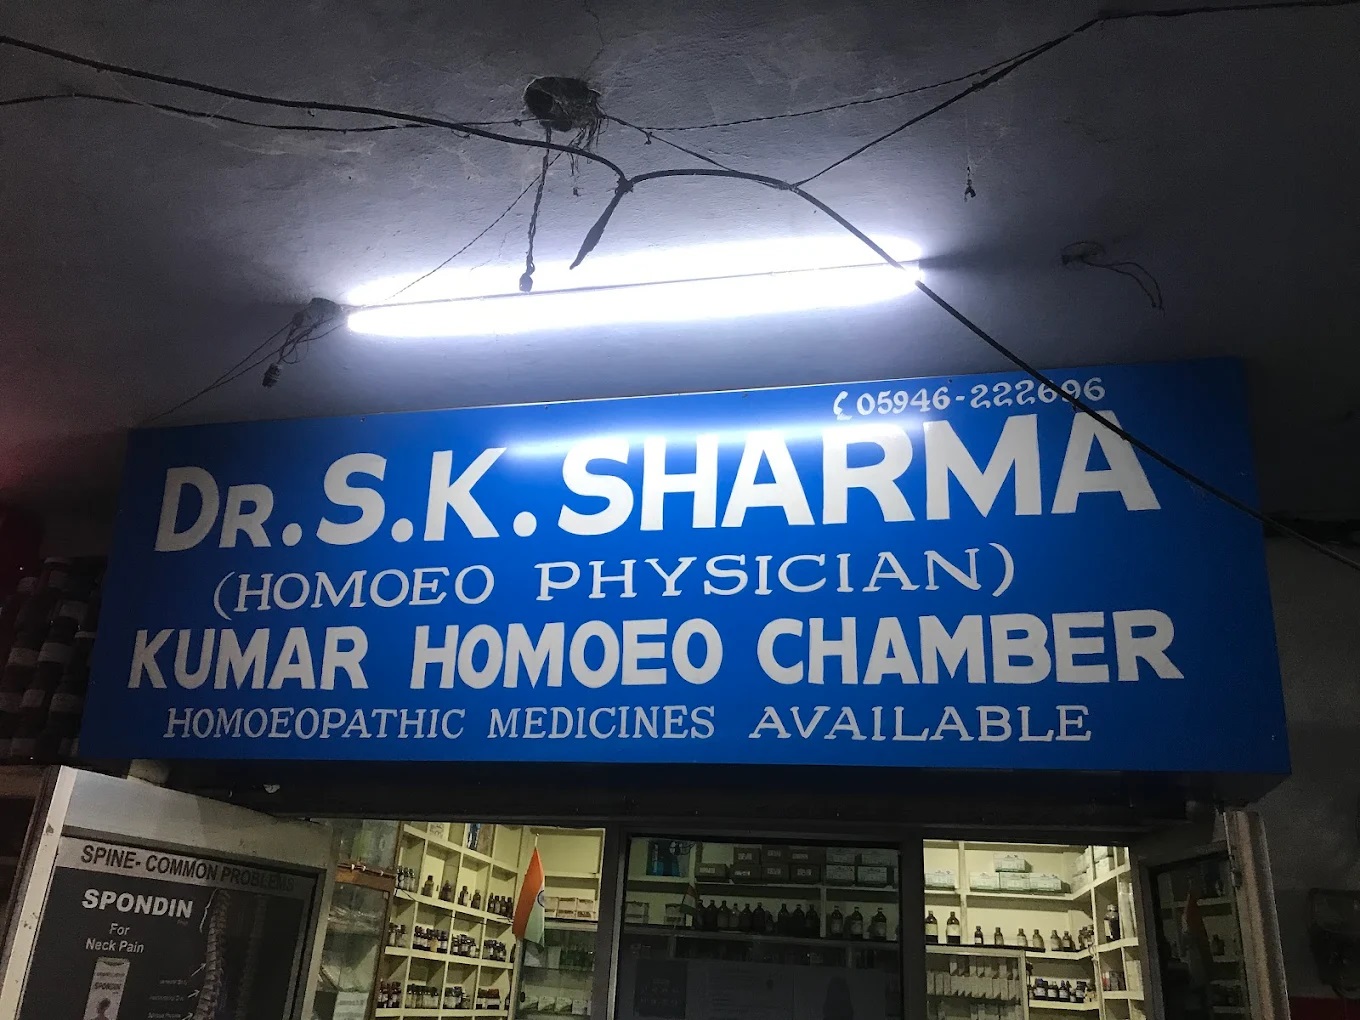 05946-222696
DR. S.K. SHARMA
(HOMOEO PHYSICIAN)
KUMAR HOMOEO CHAMBER
HOMOEOPATHIC MEDICINES AVAILABLE
SPINE- COMMON PROBLEMS
SPONDIN
For
Neck Pain